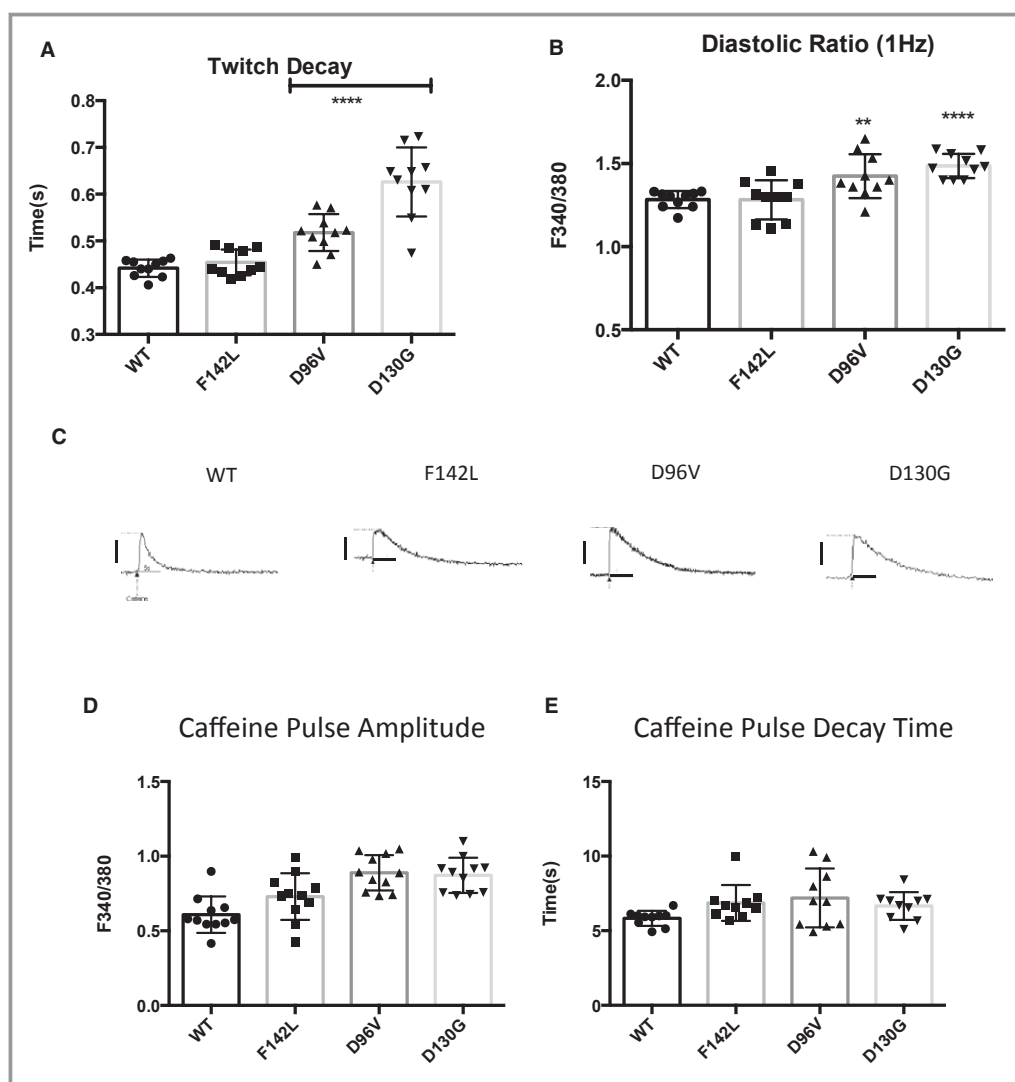 A
Twitch Decay
****
0.8
0.7
0.6
0.5
0.4
0.3
Time(s)
WT
F142L
D96V
D130G
B
Diastolic Ratio (1Hz)
**
****
2.0
1.5
1.0
0.5
F340/380
WT
F142L
D96V
D130G
C
WT
F142L
D96V
D130G
5s
Caffeine
D
Caffeine Pulse Amplitude
1.5
1.0
0.5
0.0
F340/380
WT
F142L
D96V
D130G
E
Caffeine Pulse Decay Time
15
10
5
0
Time(s)
WT
F142L
D96V
D130G